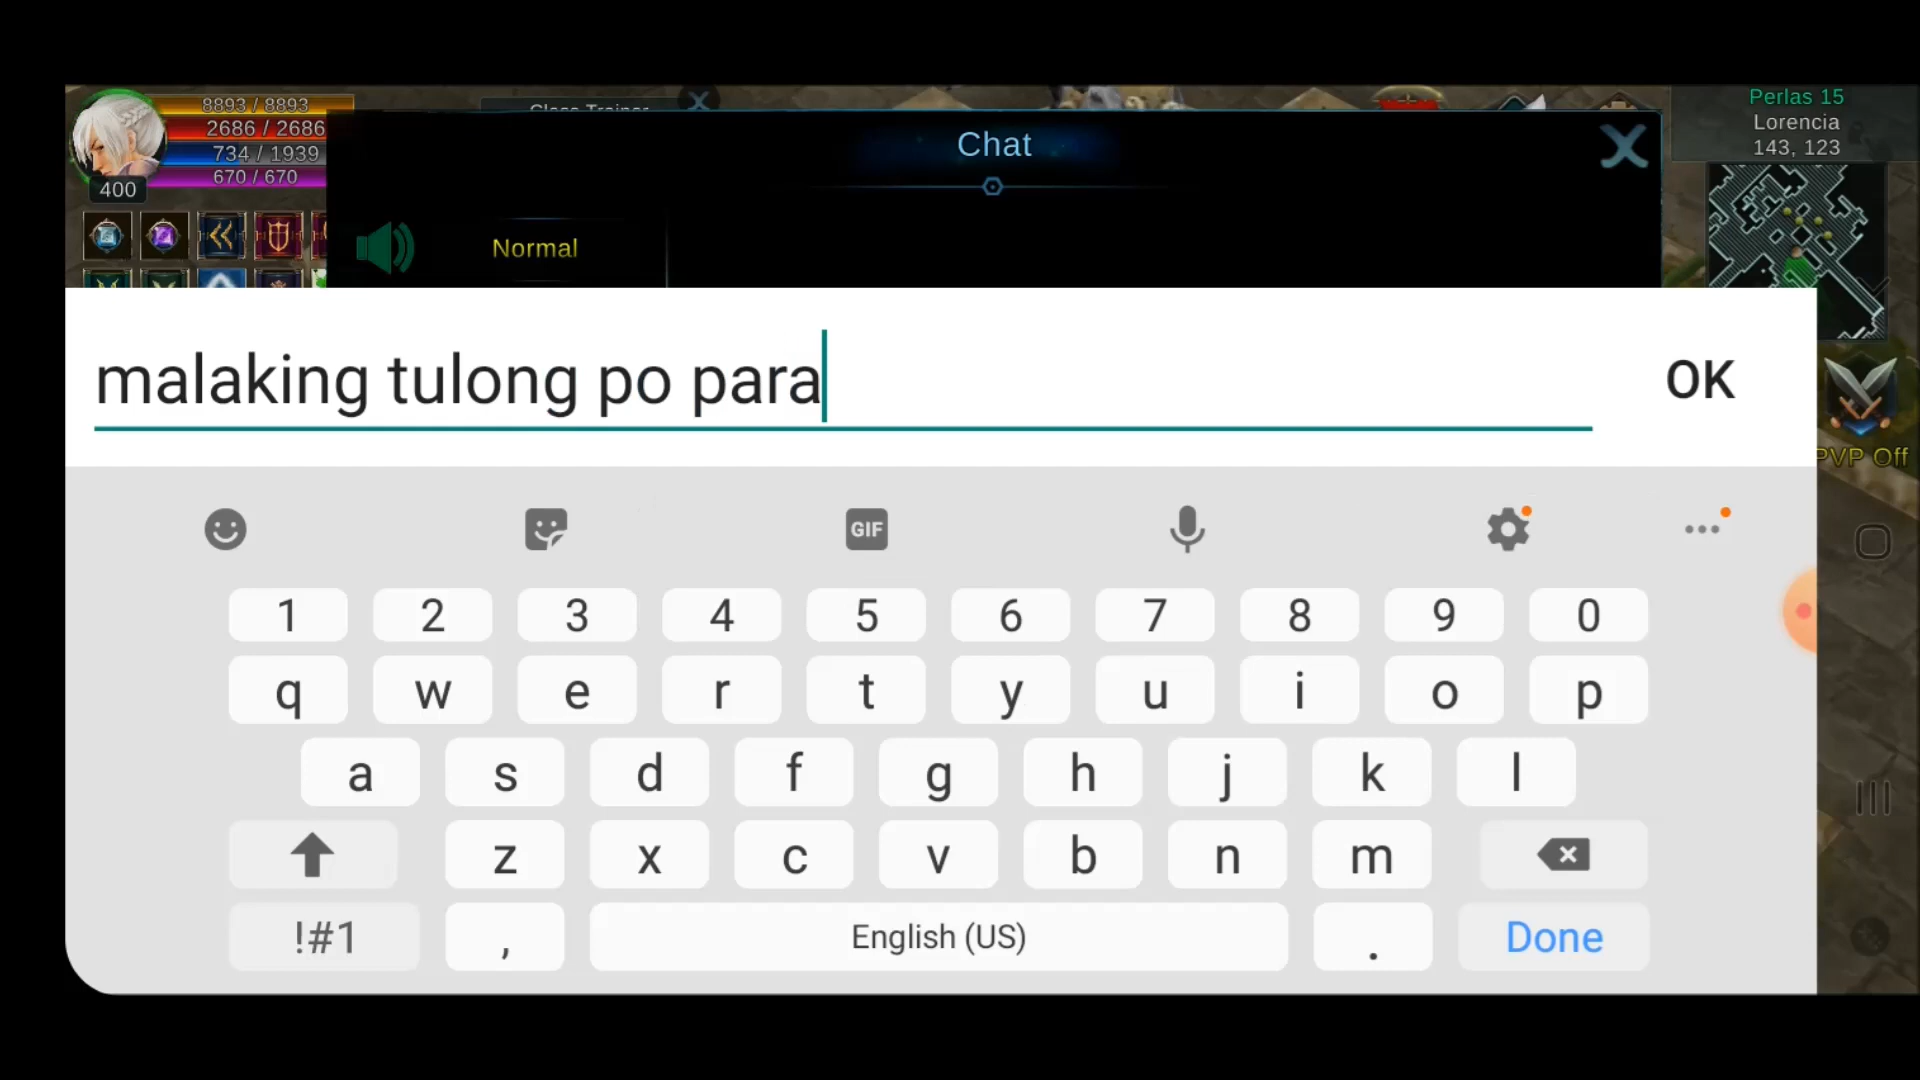 8893 / 8893
2686 / 2686
734 / 1939
670 / 670
400
Class Trainer
Chat
Normal
Perlas 15
Lorencia
143, 123
malaking tulong po para
OK
PVP Off
GIF
1 2 3 4 5 6 7 8 9 0
q w e r t y u i o p
a s d f g h j k l
z x c v b n m
!#1 , English (US) . Done